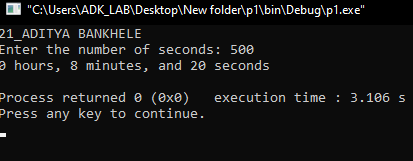 "C:\Users\ADK_LAB\Desktop\New folder\p1\bin\Debug\p1.exe"
21_ADITYA BANKHELE
Enter the number of seconds: 500
0 hours, 8 minutes, and 20 seconds
Process returned 0 (0x0)   execution time : 3.106 s
Press any key to continue.